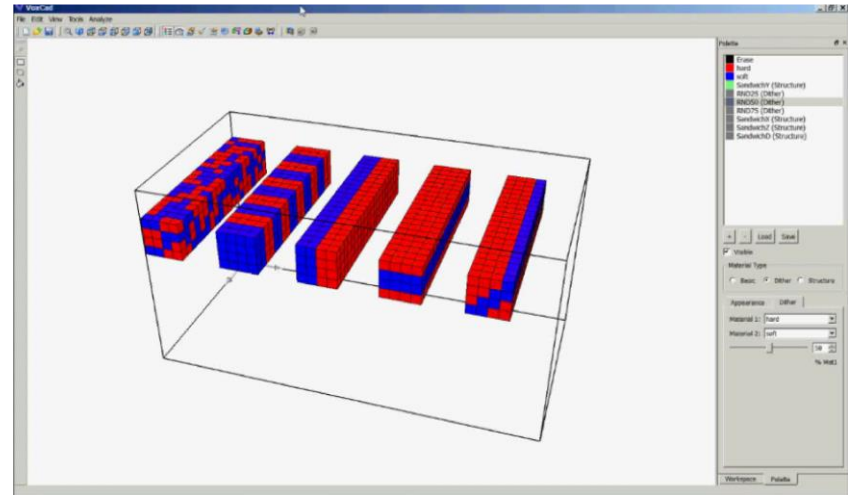 VoxCad
File Edit View Tools Analyze
Palette
Erase
hard
soft
SandwichY (Structure)
RND25 (Dither)
RND50 (Dither)
RND75 (Dither)
SandwichX (Structure)
SandwichZ (Structure)
SandwichD (Structure)
+ - Load Save
Visible
Material Type
Basic Dither Structure
Appearance Dither
Material 1: hard
Material 2: soft
50
% Mat1
Workspace Palette